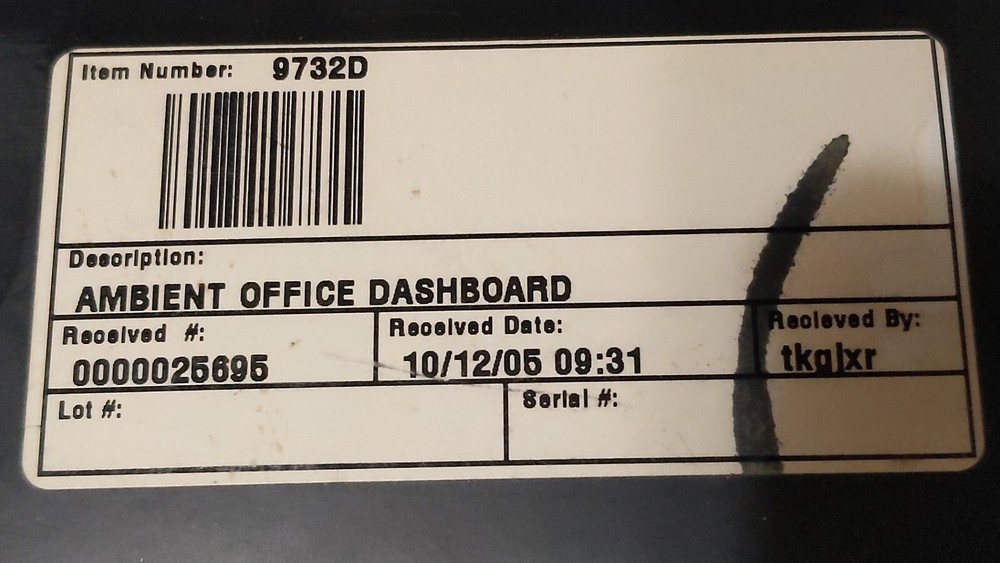 Item Number: 9732D
Description:
AMBIENT OFFICE DASHBOARD
Received #:
0000025695
Received Date:
10/12/05 09:31
Recieved By:
tkgjxr
Lot #:
Serial #: